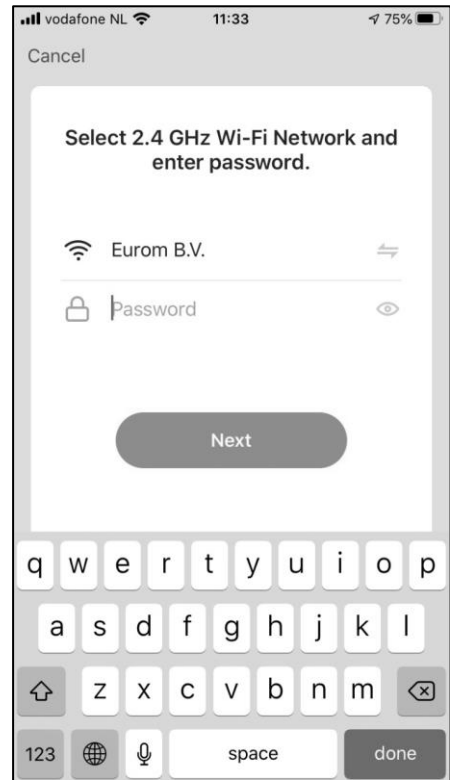 vodafone NL 11:33 75%
Cancel
Select 2.4 GHz Wi-Fi Network and
enter password.
Eurom B.V.
Password
Next
q w e r t y u i o p
a s d f g h j k l
z x c v b n m
123 space done